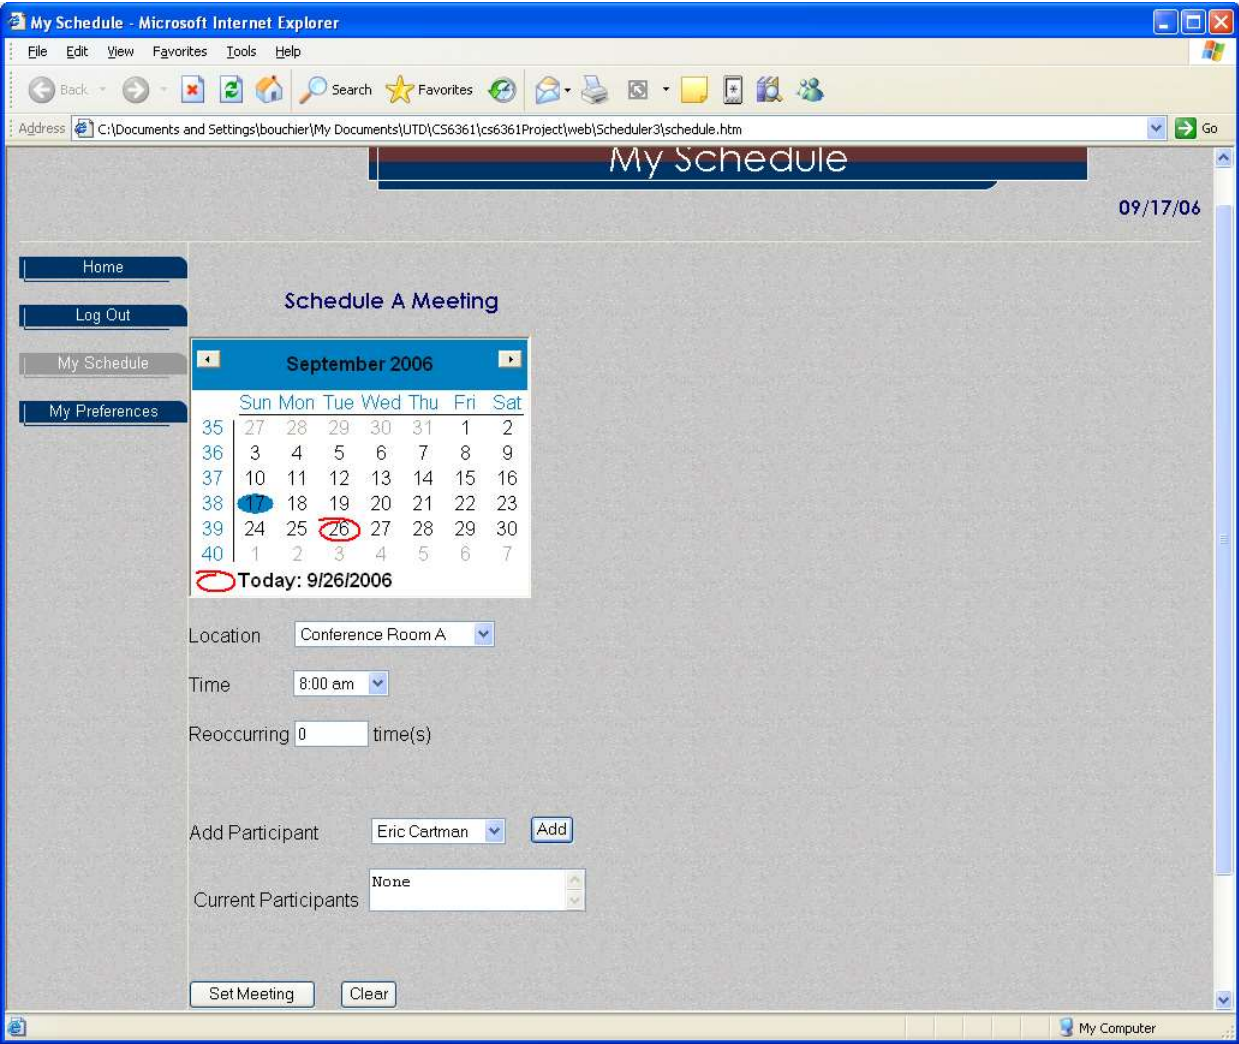 My Schedule - Microsoft Internet Explorer
File Edit View Favorites Tools Help
Back Search Favorites
Address C:\Documents and Settings\bouchier\My Documents\UTD\CS6361\cs6361Project\web\Scheduler3\schedule.htm Go
My Schedule
09/17/06
Home
Log Out
My Schedule
My Preferences
Schedule A Meeting
September 2006
Sun Mon Tue Wed Thu Fri Sat
35 27 28 29 30 31 1 2
36 3 4 5 6 7 8 9
37 10 11 12 13 14 15 16
38 17 18 19 20 21 22 23
39 24 25 26 27 28 29 30
40 1 2 3 4 5 6 7
Today: 9/26/2006
Location Conference Room A
Time 8:00 am
Reoccurring 0 time(s)
Add Participant Eric Cartman Add
Current Participants None
Set Meeting Clear
My Computer